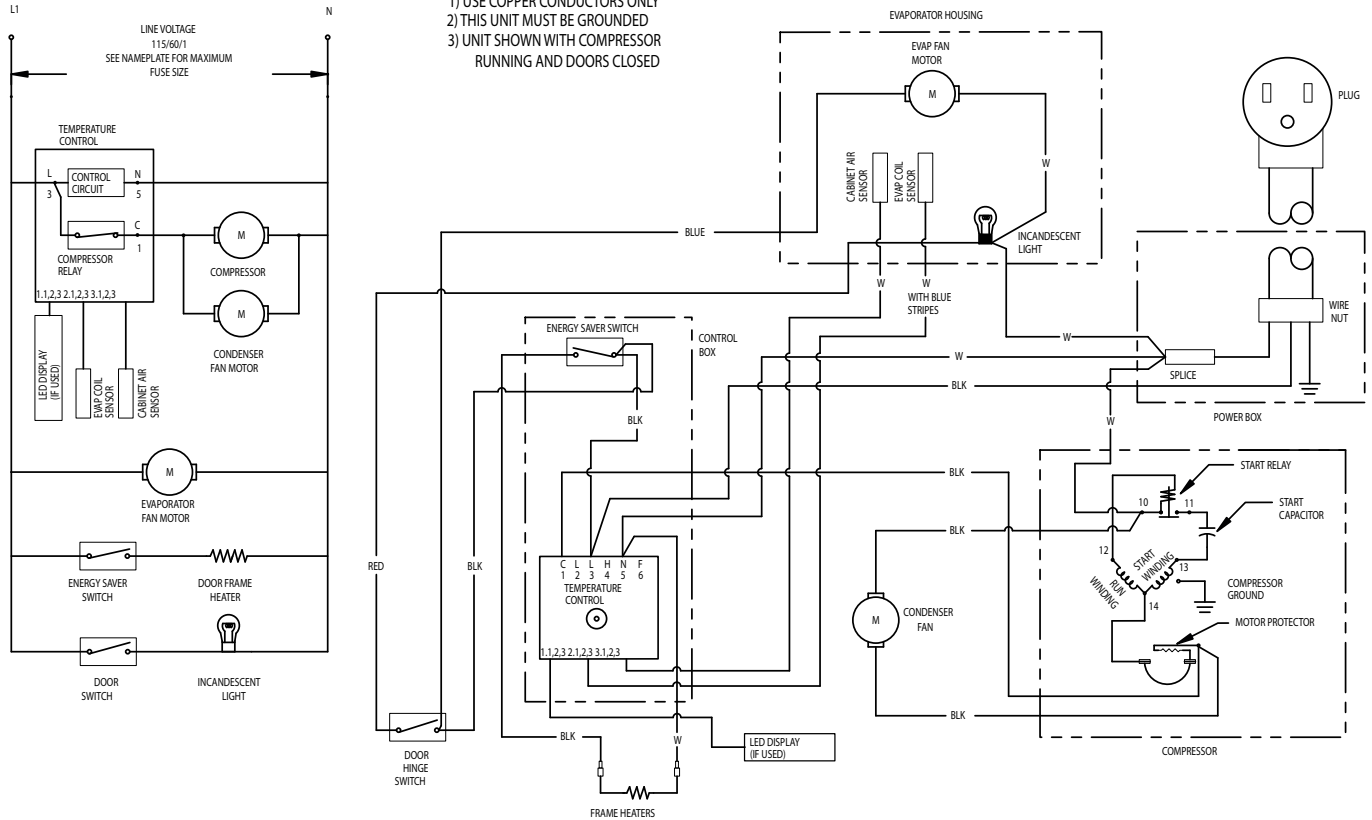 L1
N
LINE VOLTAGE
115/60/1
SEE NAMEPLATE FOR MAXIMUM
FUSE SIZE
1) USE COPPER CONDUCTORS ONLY
2) THIS UNIT MUST BE GROUNDED
3) UNIT SHOWN WITH COMPRESSOR
RUNNING AND DOORS CLOSED
TEMPERATURE
CONTROL
L
CONTROL
CIRCUIT
N
3
5
C
1
COMPRESSOR
RELAY
1.1,2,3 2.1,2,3 3.1,2,3
M
COMPRESSOR
M
CONDENSER
FAN MOTOR
LED DISPLAY
(IF USED)
EVAP COIL
SENSOR
CABINET AIR
SENSOR
M
EVAPORATOR
FAN MOTOR
ENERGY SAVER
SWITCH
DOOR FRAME
HEATER
DOOR
SWITCH
INCANDESCENT
LIGHT
EVAPORATOR HOUSING
EVAP FAN
MOTOR
M
W
CABINET AIR
SENSOR
EVAP COIL
SENSOR
INCANDESCENT
LIGHT
BLUE
W
W
WITH BLUE
STRIPES
PLUG
WIRE
NUT
W
SPLICE
POWER BOX
W
BLK
W
ENERGY SAVER SWITCH
CONTROL
BOX
BLK
BLK
BLK
RED
BLK
C L L H N F
1 2 3 4 5 6
TEMPERATURE
CONTROL
1.1,2,3 2.1,2,3 3.1,2,3
M
CONDENSER
FAN
BLK
START RELAY
10
11
START
CAPACITOR
12
START
WINDING
13
RUN
WINDING
14
COMPRESSOR
GROUND
MOTOR PROTECTOR
COMPRESSOR
DOOR
HINGE
SWITCH
BLK
W
LED DISPLAY
(IF USED)
FRAME HEATERS